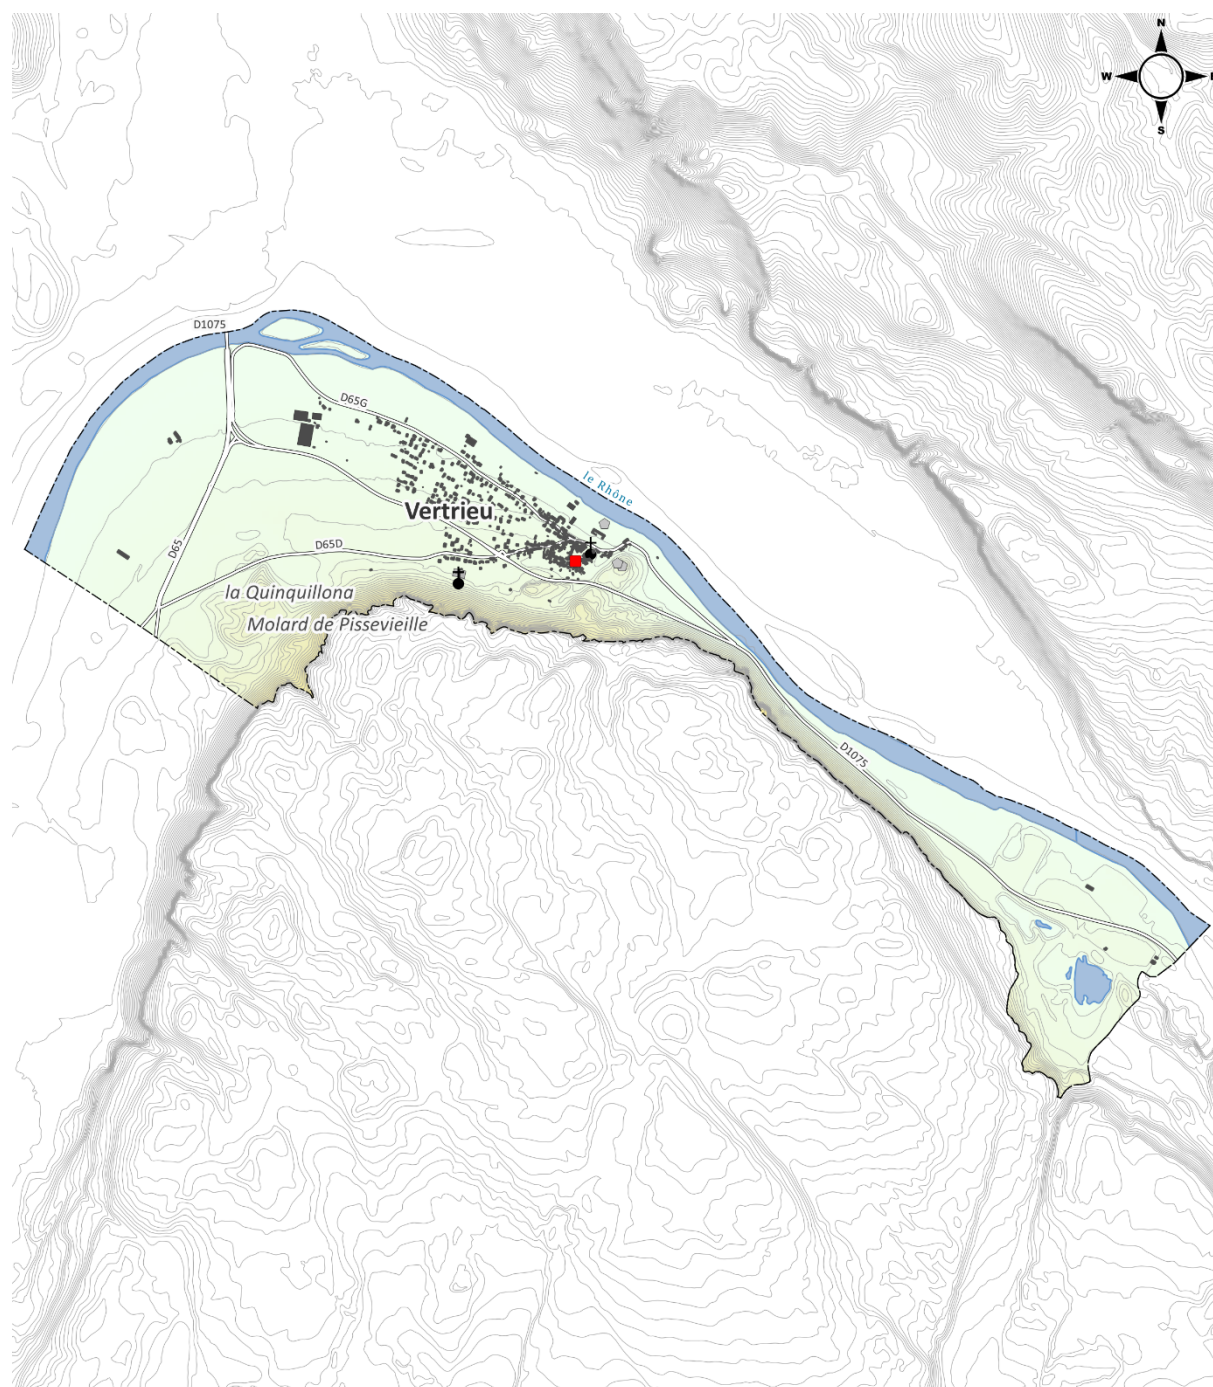 N
W
S
D1075
D65G
le Rhône
Vertrieu
D65
D65D
la Quinquillona
Molard de Pissevieille
D1075